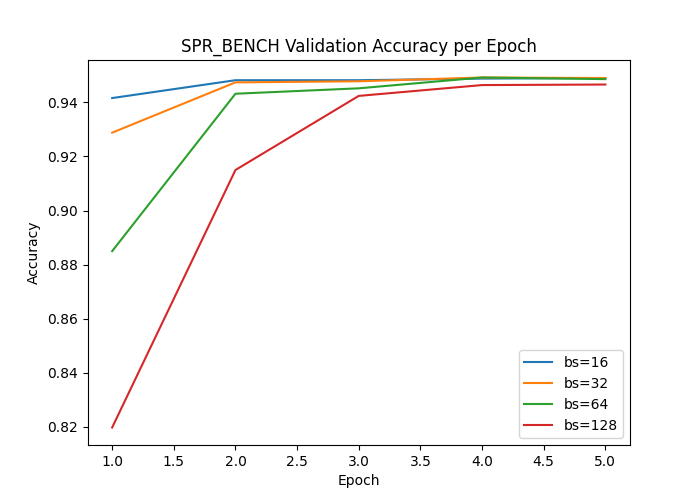 SPR_BENCH Validation Accuracy per Epoch
Accuracy
0.94
0.92
0.90
0.88
0.86
0.84
0.82
1.0 1.5 2.0 2.5 3.0 3.5 4.0 4.5 5.0
Epoch
bs=16
bs=32
bs=64
bs=128